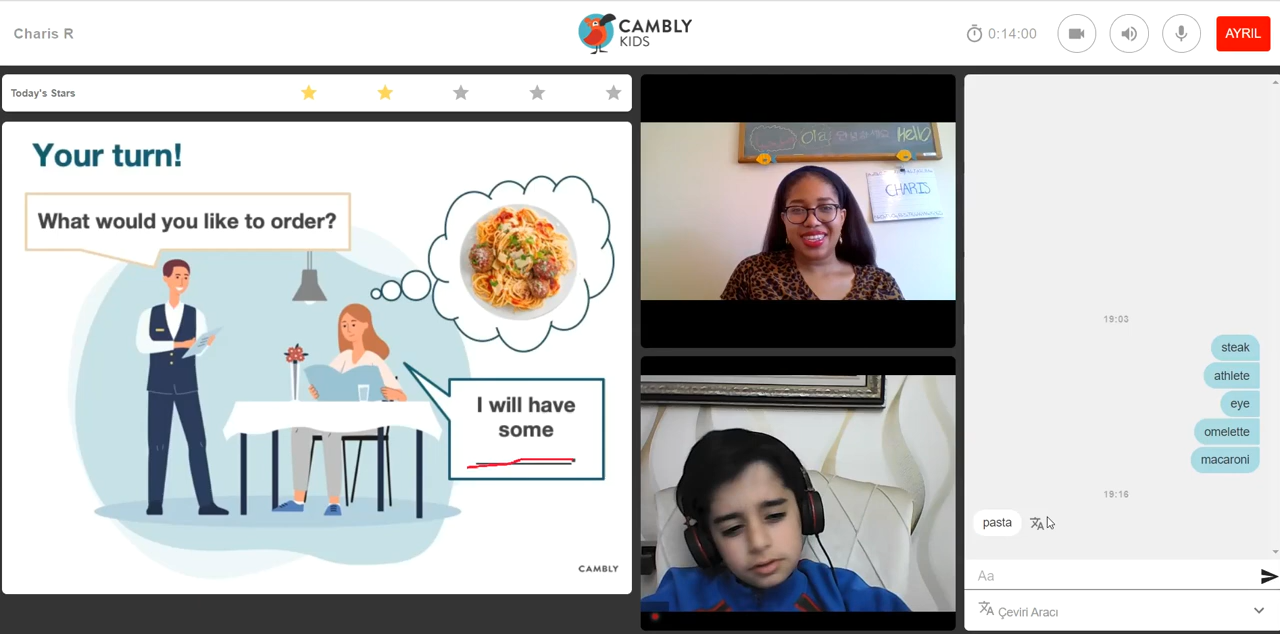 Charis R
CAMBLY
KIDS
0:14:00
AYRIL
Today's Stars
Your turn!
What would you like to order?
I will have
some
CAMBLY
Hello
CHARIS
19:03
steak
athlete
eye
omelette
macaroni
19:16
pasta
Aa
Çeviri Aracı